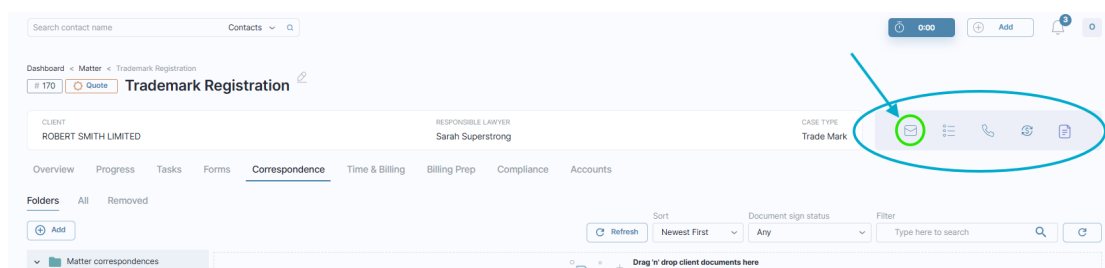 Search contact name Contacts
0:00 Add 3 O
Dashboard < Matter < Trademark Registration
# 170 Quote Trademark Registration
CLIENT RESPONSIBLE LAWYER CASE TYPE
ROBERT SMITH LIMITED Sarah Superstrong Trade Mark
Overview Progress Tasks Forms Correspondence Time & Billing Billing Prep Compliance Accounts
Folders All Removed
Sort Document sign status Filter
Add Refresh Newest First Any Type here to search
Matter correspondences Drag 'n' drop client documents here